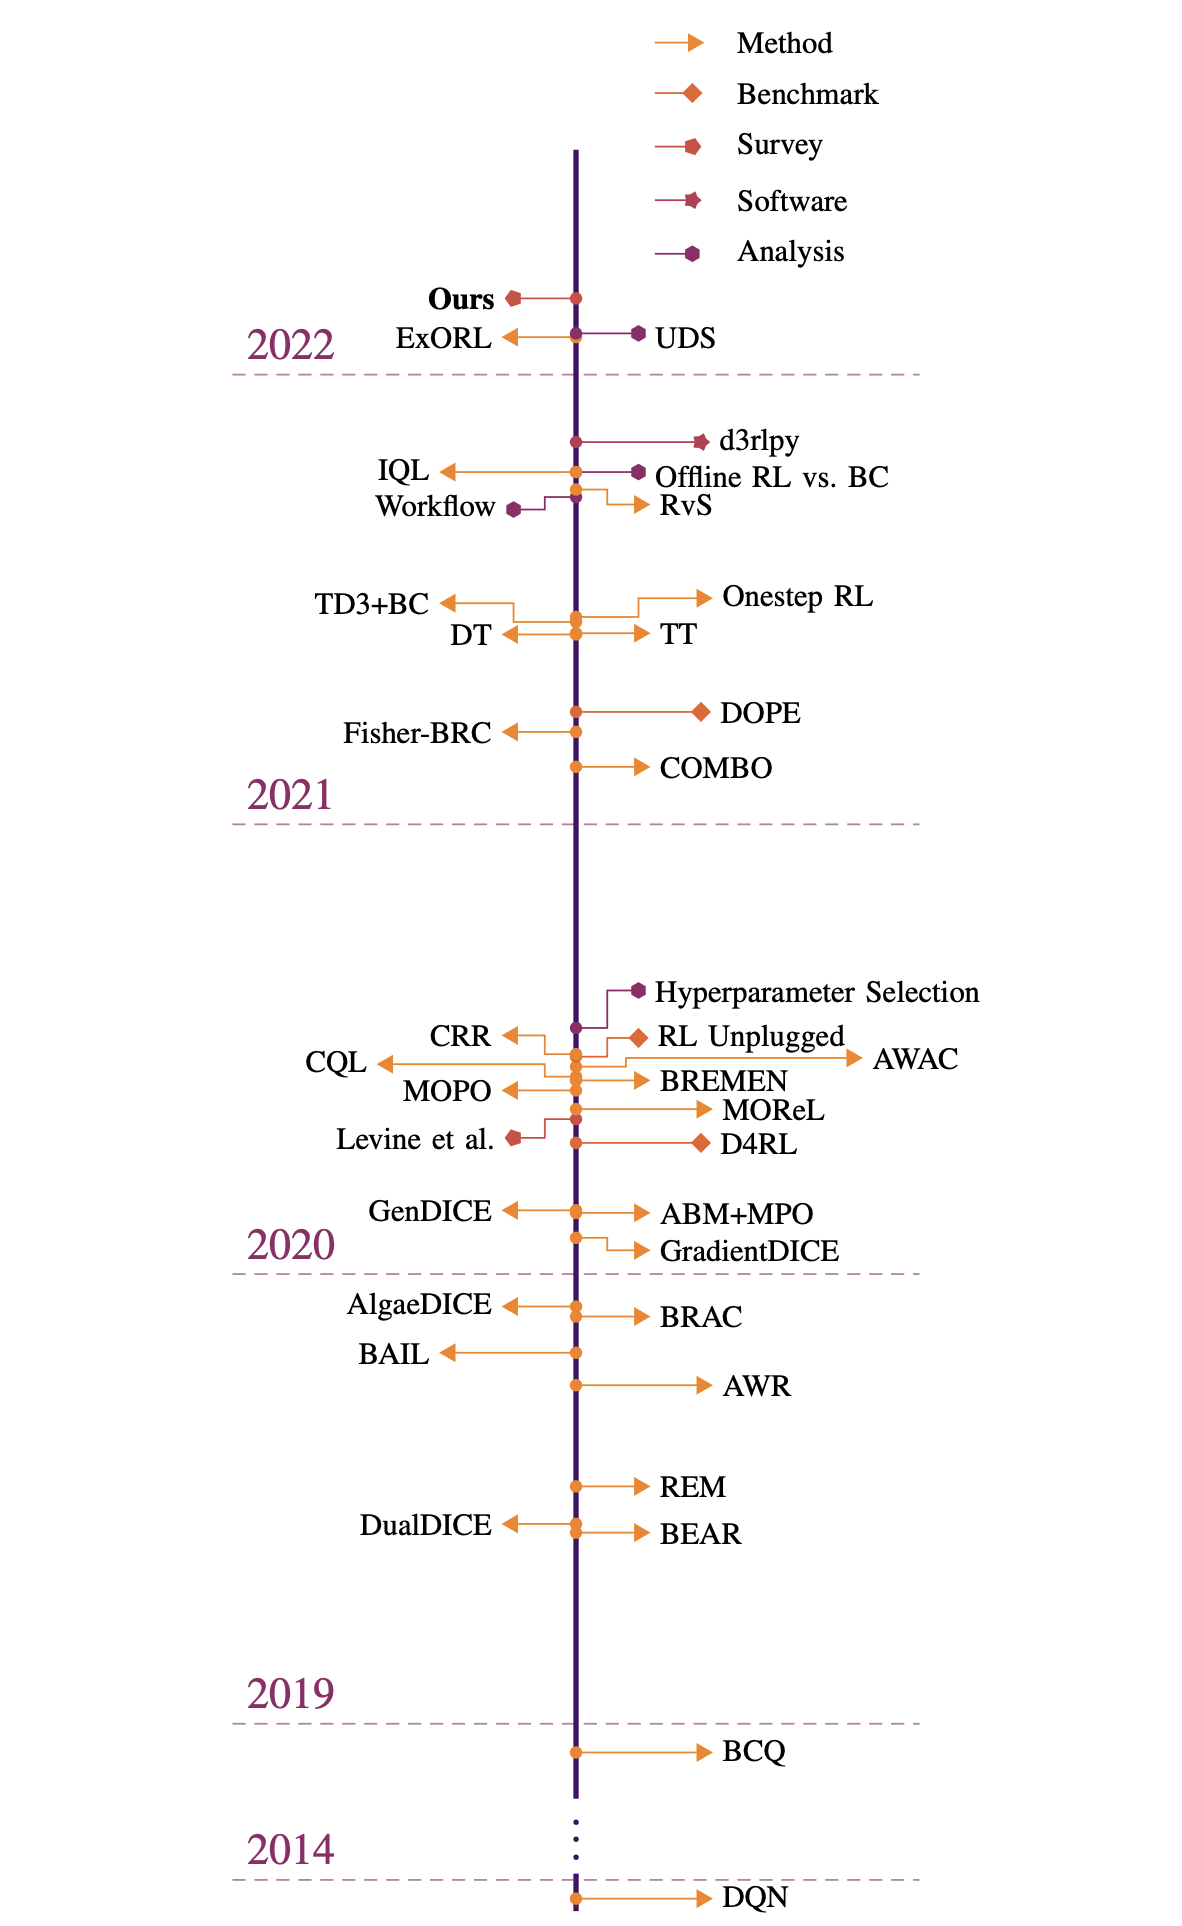 Method
Benchmark
Survey
Software
Analysis
Ours
2022
ExORL
UDS
d3rlpy
IQL
Offline RL vs. BC
Workflow
RvS
TD3+BC
Onestep RL
DT
TT
DOPE
Fisher-BRC
COMBO
2021
Hyperparameter Selection
CRR
RL Unplugged
CQL
AWAC
MOPO
BREMEN
MOReL
Levine et al.
D4RL
GenDICE
ABM+MPO
2020
GradientDICE
AlgaeDICE
BRAC
BAIL
AWR
REM
DualDICE
BEAR
2019
BCQ
2014
DQN